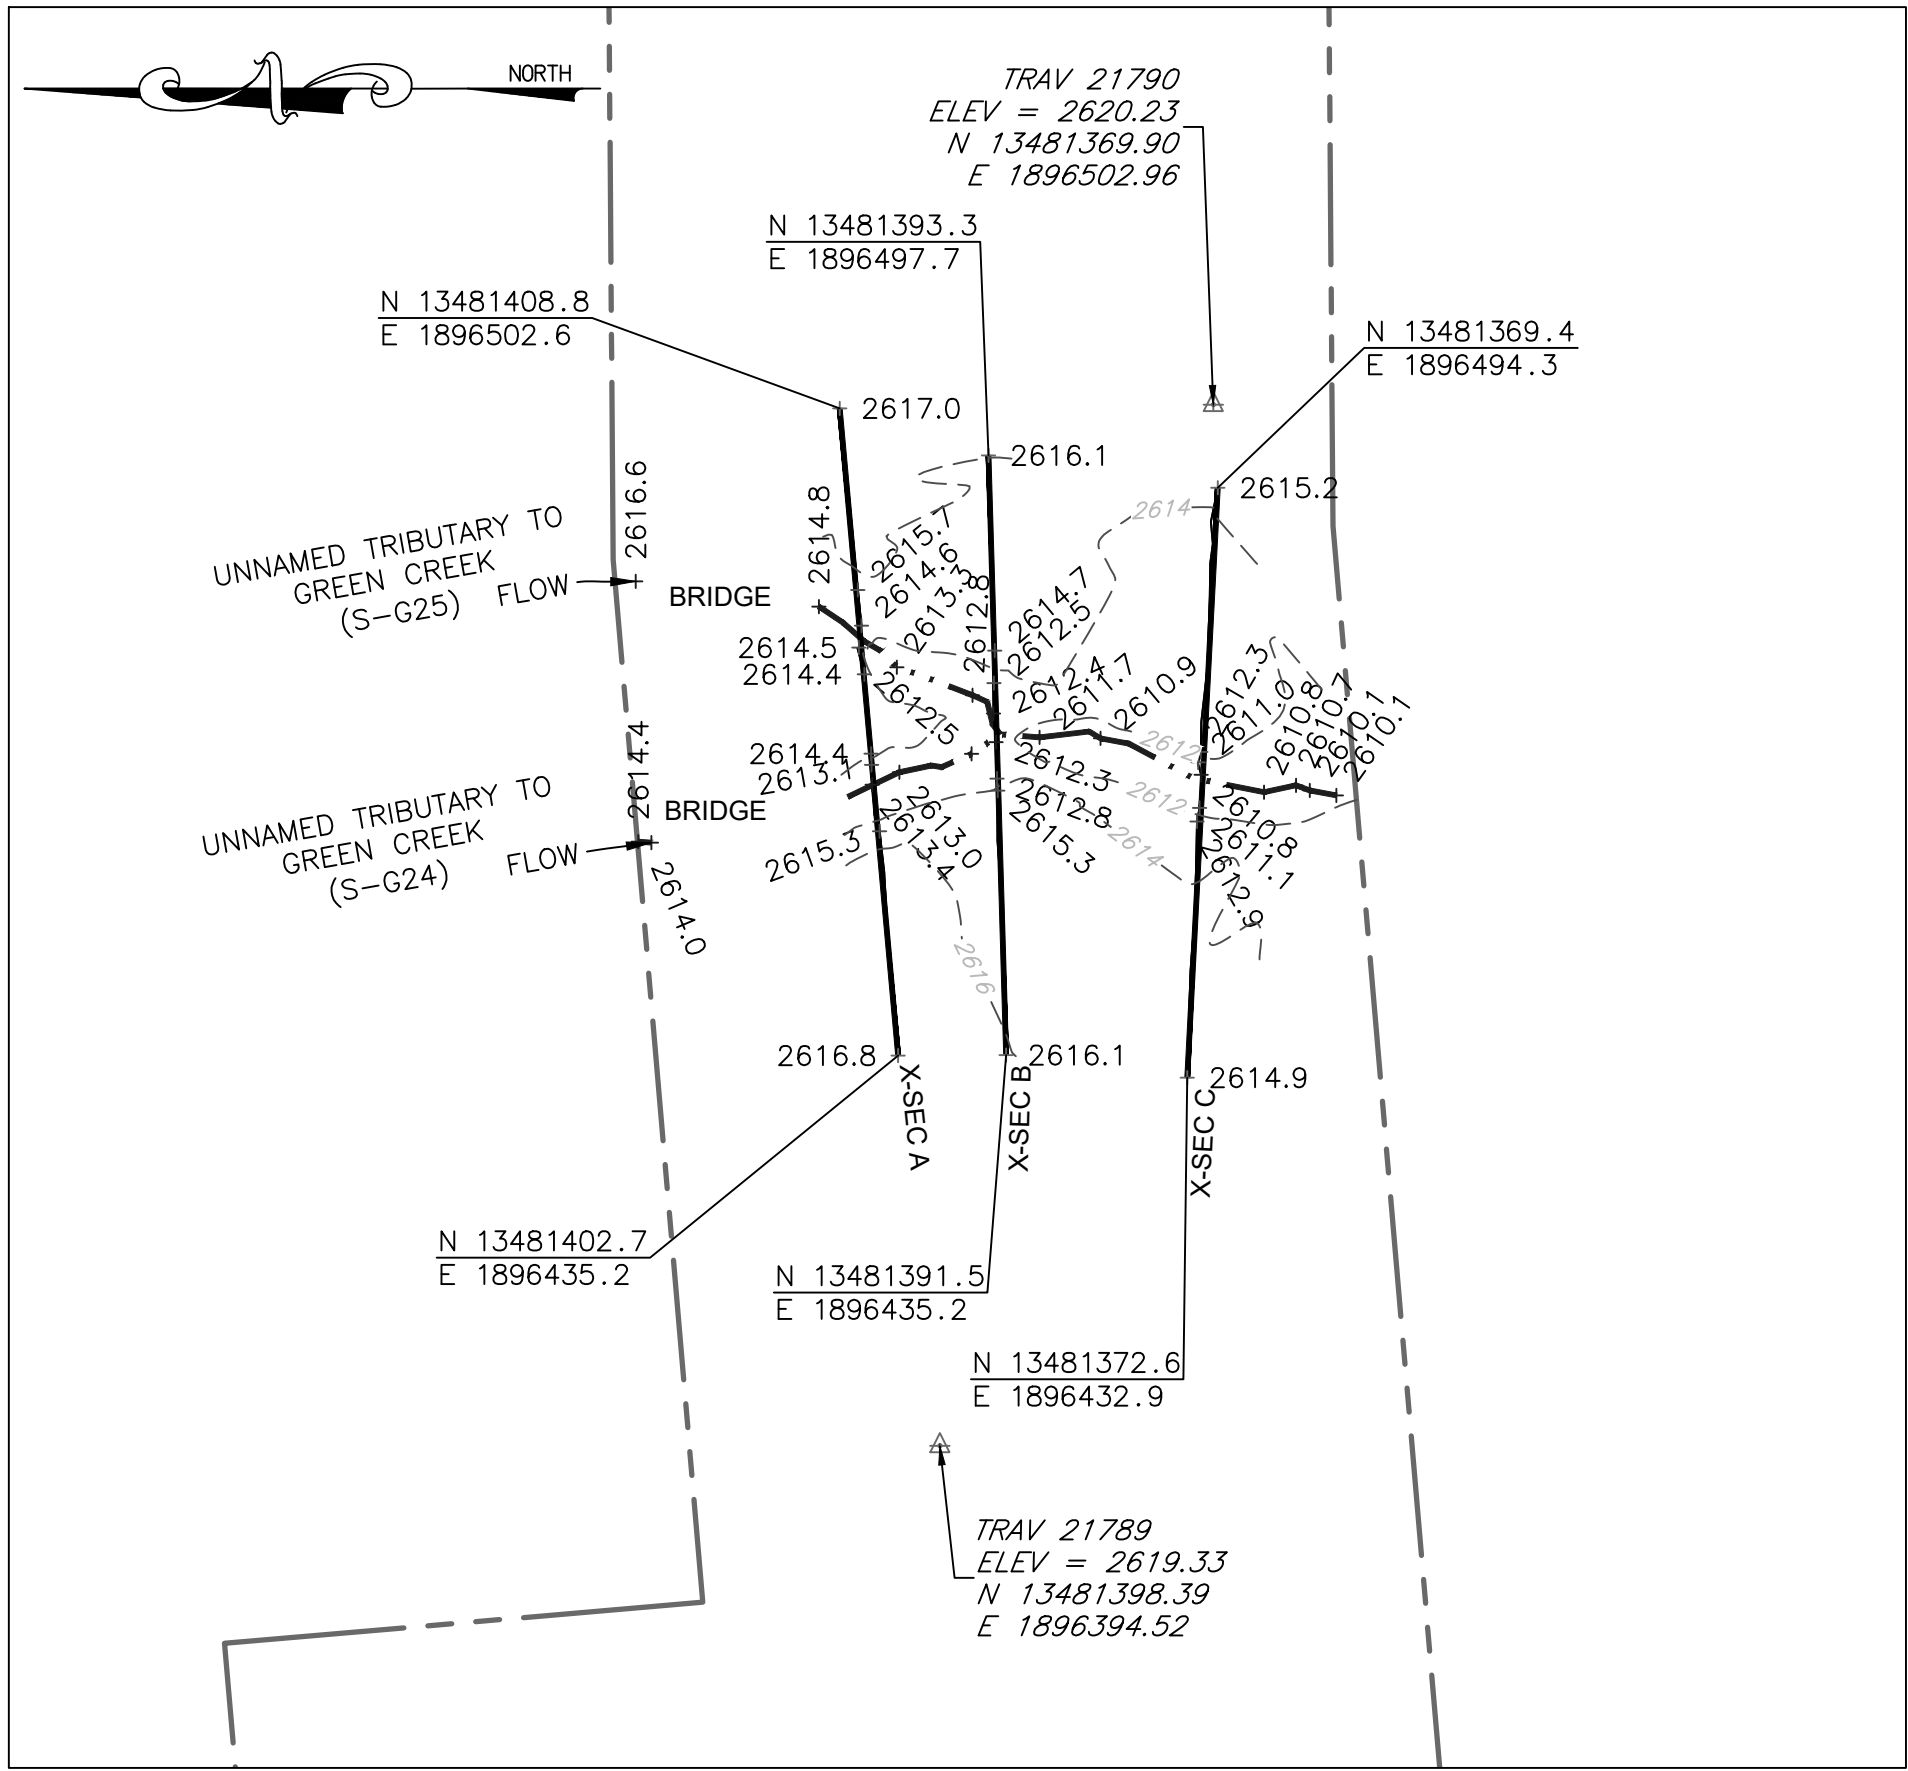 NORTH
TRAV 21790
ELEV = 2620.23
N 13481369.90
E 1896502.96
N 13481393.3
E 1896497.7
N 13481408.8
E 1896502.6
N 13481369.4
E 1896494.3
2617.0
2616.1
2615.2
2614
2616.6
2614.8
UNNAMED TRIBUTARY TO
GREEN CREEK
(S-G25)
FLOW
BRIDGE
2615.7
2614.6
2613.3
2612.8
2614.7
2612.5
2614.5
2614.4
2612.5
2612.4
2611.7
2610.9
2612.3
2611.0
2610.8
2610.7
2610.1
2610.1
2612
2614.4
2613.1
2614.4
2612.3
2612
2612.8
2615.3
2614
2610.8
2611.1
2612.9
UNNAMED TRIBUTARY TO
GREEN CREEK
(S-G24)
FLOW
BRIDGE
2614.0
2615.3
2613.0
2613.4
2616
2616.8
2616.1
2614.9
X-SEC A
X-SEC B
X-SEC C
N 13481402.7
E 1896435.2
N 13481391.5
E 1896435.2
N 13481372.6
E 1896432.9
TRAV 21789
ELEV = 2619.33
N 13481398.39
E 1896394.52